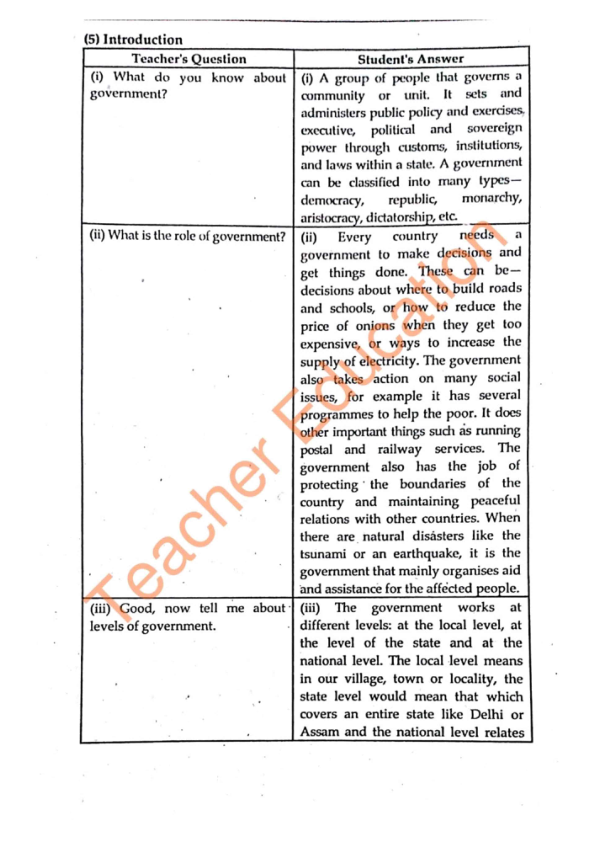 (5) Introduction
Teacher's Question
Student's Answer
(i) What do you know about
government?
(i) A group of people that governs a
community or unit. It sets and
administers public policy and exercises,
executive, political and sovereign
power through customs, institutions,
and laws within a state. A government
can be classified into many types—
democracy, republic, monarchy,
aristocracy, dictatorship, etc.
(ii) What is the role of government?
(ii) Every country needs a
government to make decisions and
get things done. These can be—
decisions about where to build roads
and schools, or how to reduce the
price of onions when they get too
expensive, or ways to increase the
supply of electricity. The government
also takes action on many social
issues, for example it has several
programmes to help the poor. It does
other important things such as running
postal and railway services. The
government also has the job of
protecting the boundaries of the
country and maintaining peaceful
relations with other countries. When
there are natural disasters like the
tsunami or an earthquake, it is the
government that mainly organises aid
and assistance for the affected people.
(iii) Good, now tell me about
levels of government.
(iii) The government works at
different levels: at the local level, at
the level of the state and at the
national level. The local level means
in our village, town or locality, the
state level would mean that which
covers an entire state like Delhi or
Assam and the national level relates
Teacher Education